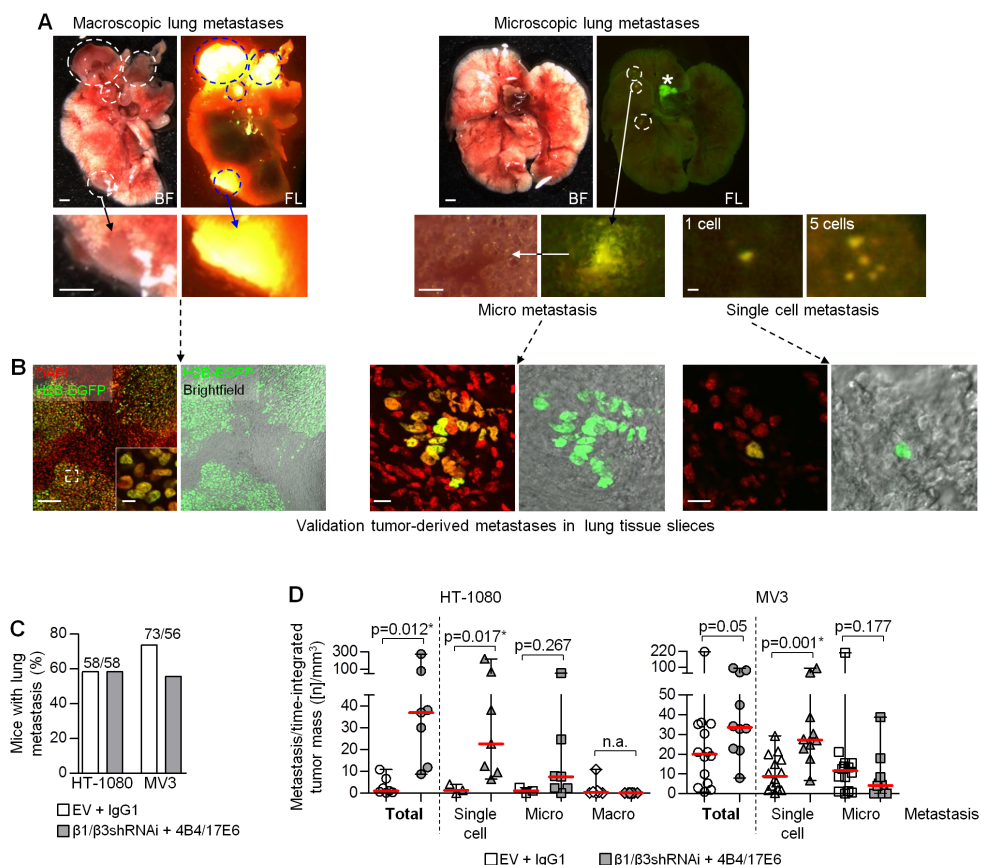 A
Macroscopic lung metastases
Microscopic lung metastases
BF
FL
BF
*
FL
1 cell
5 cells
Micro metastasis
Single cell metastasis
B
DAPI
H2B-EGFP
H2B-EGFP
Brightfield
Validation tumor-derived metastases in lung tissue slieces
C
Mice with lung
metastasis (%)
80
60
40
20
0
58/58
73/56
HT-1080
MV3
EV + IgG1
β1/β3shRNAi + 4B4/17E6
D
HT-1080
MV3
Metastasis/time-integrated
tumor mass ([n]/mm³)
p=0.012*
p=0.017*
p=0.267
n.a.
300
100
50
40
30
20
10
0
Total
Single
cell
Micro
Macro
p=0.05
p=0.001*
p=0.177
220
120
50
40
30
20
10
0
Total
Single
cell
Micro
Metastasis
EV + IgG1
β1/β3shRNAi + 4B4/17E6